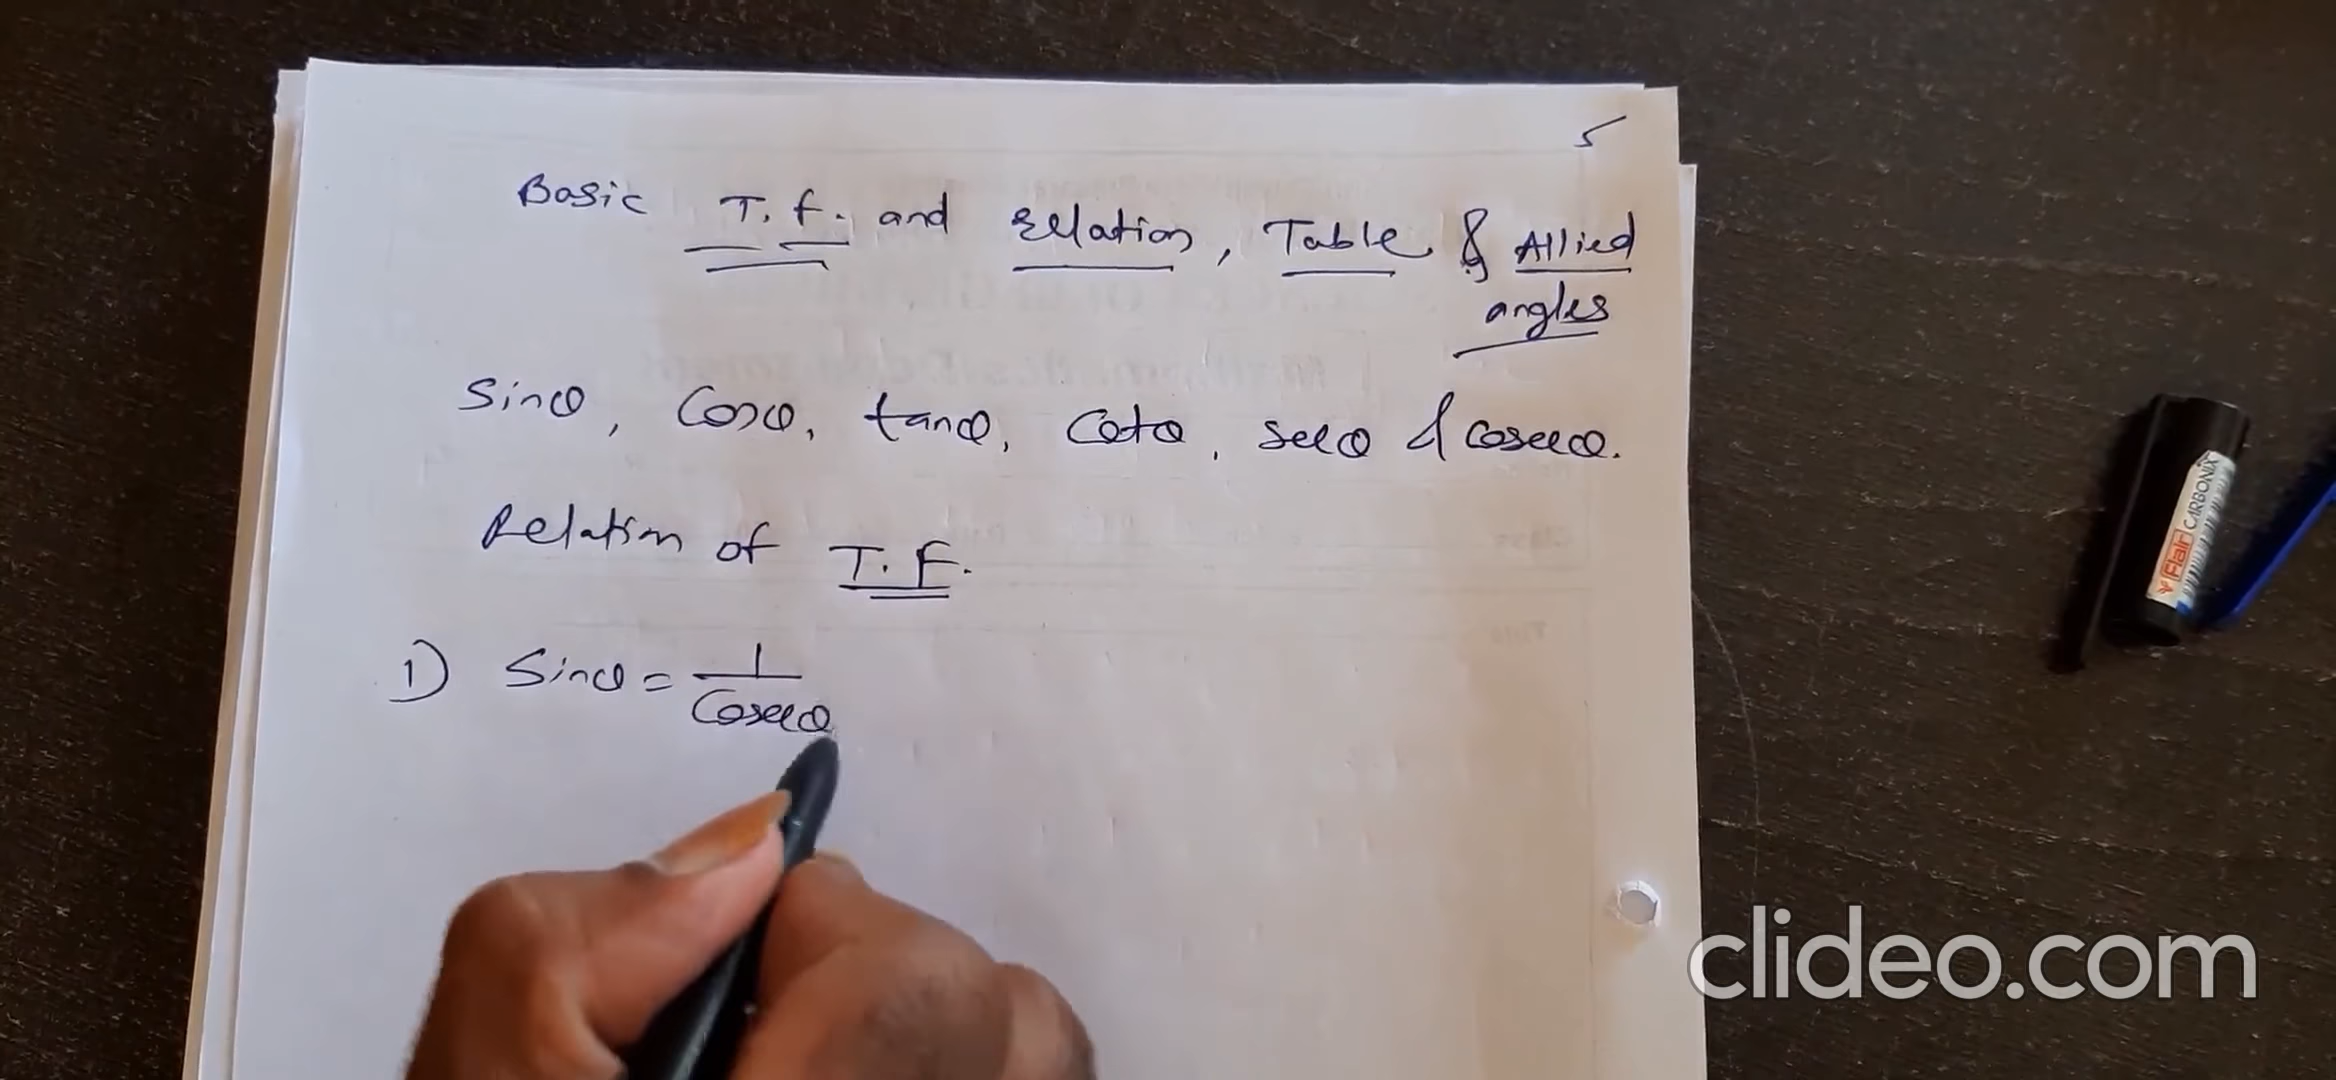 5
Basic T.f. and relation, Table & Allied
angles
Sinθ, Cosθ, tanθ, Cotθ, secθ & cosecθ.
Relation of T.F.
1) Sinθ = 1/Cosecθ
Flair CARBONIX
clideo.com